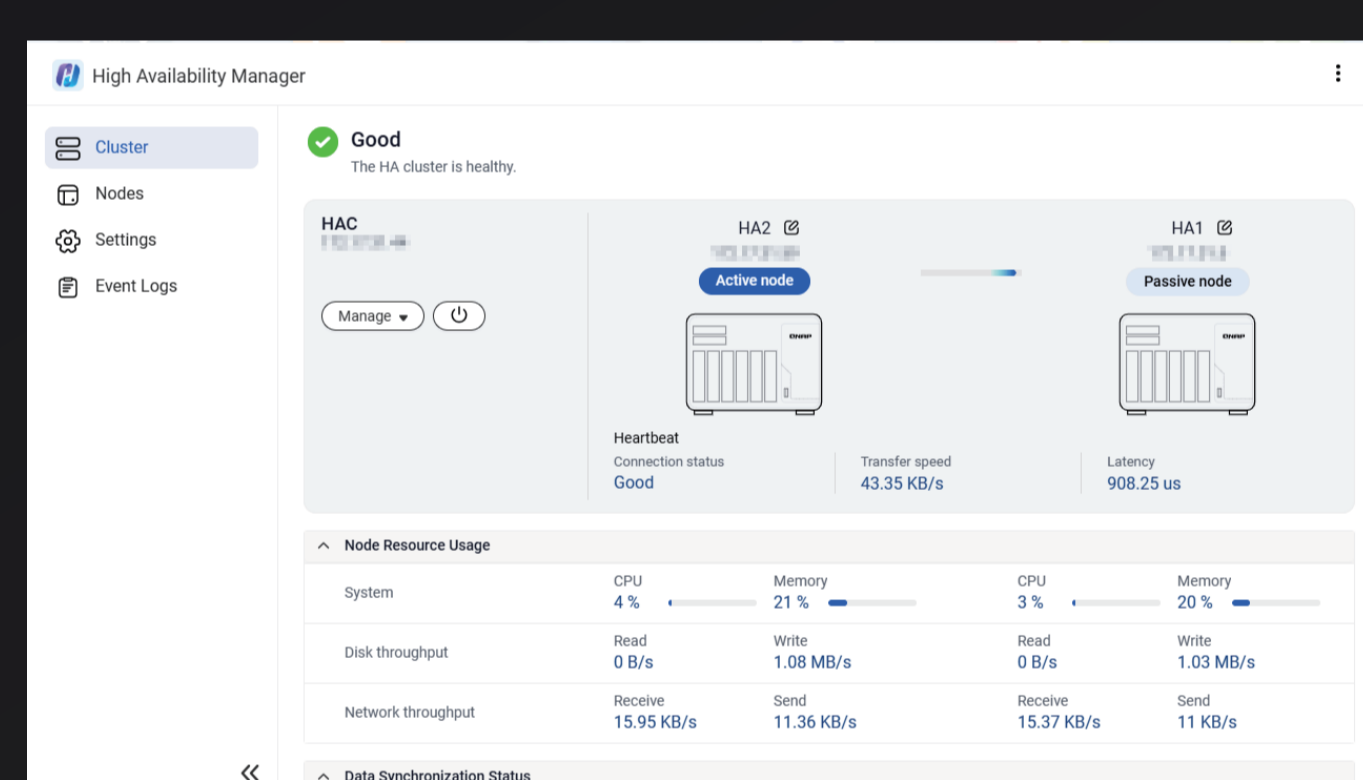 High Availability Manager
Cluster
Nodes
Settings
Event Logs
Good
The HA cluster is healthy.
HAC
Manage
HA2
Active node
HA1
Passive node
QNAP
QNAP
Heartbeat
Connection status
Good
Transfer speed
43.35 KB/s
Latency
908.25 us
Node Resource Usage
System
CPU
4 %
Memory
21 %
CPU
3 %
Memory
20 %
Disk throughput
Read
0 B/s
Write
1.08 MB/s
Read
0 B/s
Write
1.03 MB/s
Network throughput
Receive
15.95 KB/s
Send
11.36 KB/s
Receive
15.37 KB/s
Send
11 KB/s
Data Synchronization Status